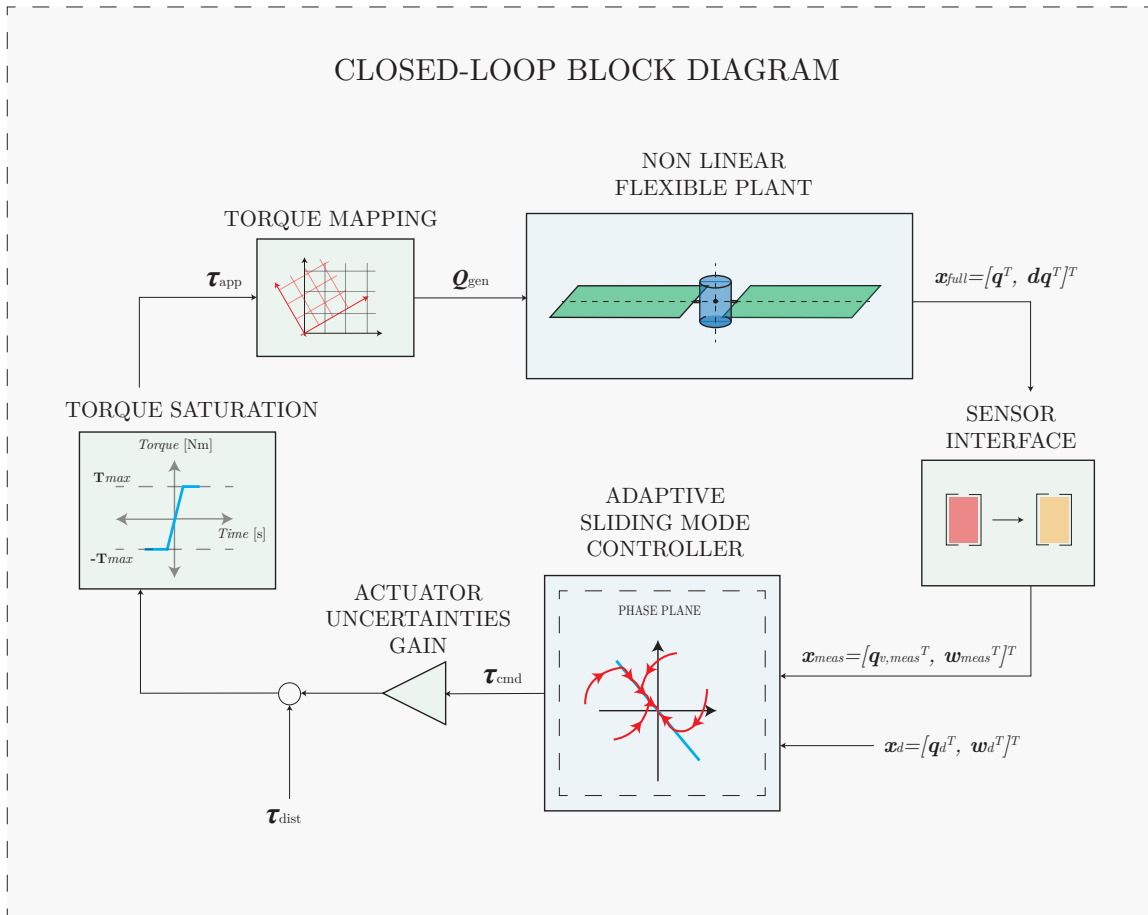 CLOSED-LOOP BLOCK DIAGRAM
NON LINEAR
FLEXIBLE PLANT
TORQUE MAPPING
τapp
Qgen
xfull=[qT, dqT]T
TORQUE SATURATION
Torque [Nm]
Tmax
Time [s]
-Tmax
SENSOR
INTERFACE
ADAPTIVE
SLIDING MODE
CONTROLLER
PHASE PLANE
ACTUATOR
UNCERTAINTIES
GAIN
τcmd
xmeas=[qv,measT, wmeasT]T
xd=[qdT, wdT]T
τdist